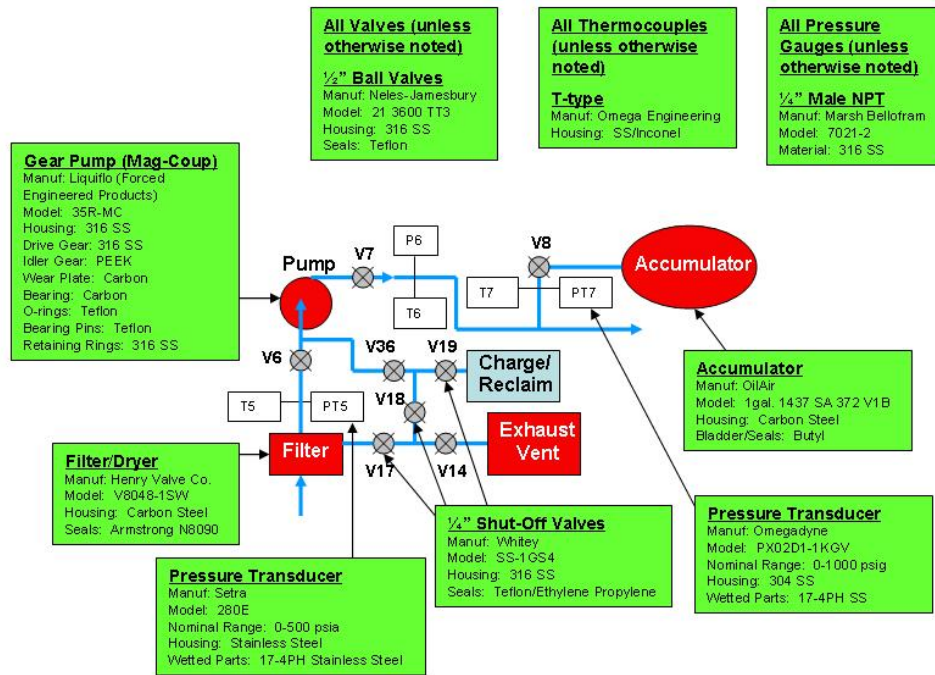 All Valves (unless
otherwise noted)
½” Ball Valves
Manuf: Neles-Jamesbury
Model: 21 3600 TT3
Housing: 316 SS
Seals: Teflon
All Thermocouples
(unless otherwise
noted)
T-type
Manuf: Omega Engineering
Housing: SS/Inconel
All Pressure
Gauges (unless
otherwise noted)
¼” Male NPT
Manuf: Marsh Bellofram
Model: 7021-2
Material: 316 SS
Gear Pump (Mag-Coup)
Manuf: Liquiflo (Forced
Engineered Products)
Model: 35R-MC
Housing: 316 SS
Drive Gear: 316 SS
Idler Gear: PEEK
Wear Plate: Carbon
Bearing: Carbon
O-rings: Teflon
Bearing Pins: Teflon
Retaining Rings: 316 SS
Pump
V7
P6
T6
V8
Accumulator
T7
PT7
V6
V36
V19
Charge/
Reclaim
V18
T5
PT5
Filter
V17
V14
Exhaust
Vent
Accumulator
Manuf: OilAir
Model: 1gal. 1437 SA 372 V1B
Housing: Carbon Steel
Bladder/Seals: Butyl
Filter/Dryer
Manuf: Henry Valve Co.
Model: V8048-1SW
Housing: Carbon Steel
Seals: Armstrong N8090
Pressure Transducer
Manuf: Setra
Model: 280E
Nominal Range: 0-500 psia
Housing: Stainless Steel
Wetted Parts: 17-4PH Stainless Steel
¼” Shut-Off Valves
Manuf: Whitey
Model: SS-1GS4
Housing: 316 SS
Seals: Teflon/Ethylene Propylene
Pressure Transducer
Manuf: Omegadyne
Model: PX02D1-1KGV
Nominal Range: 0-1000 psig
Housing: 304 SS
Wetted Parts: 17-4PH SS